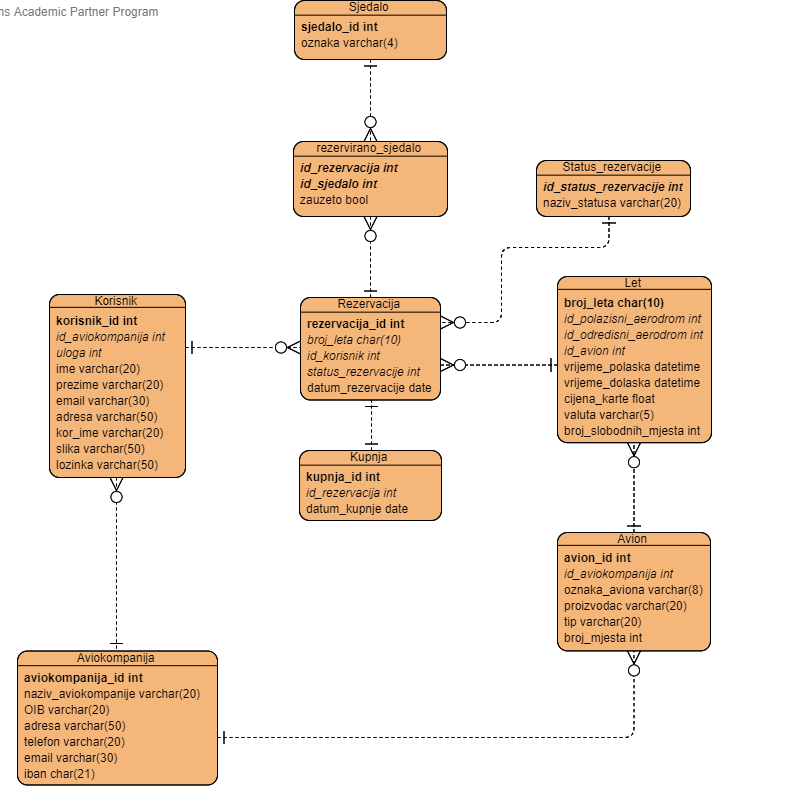 ms Academic Partner Program
Sjedalo
sjedalo_id int
oznaka varchar(4)
rezervirano_sjedalo
id_rezervacija int
id_sjedalo int
zauzeto bool
Status_rezervacije
id_status_rezervacije int
naziv_statusa varchar(20)
Korisnik
korisnik_id int
id_aviokompanija int
uloga int
ime varchar(20)
prezime varchar(20)
email varchar(30)
adresa varchar(50)
kor_ime varchar(20)
slika varchar(50)
lozinka varchar(50)
Rezervacija
rezervacija_id int
broj_leta char(10)
id_korisnik int
status_rezervacije int
datum_rezervacije date
Let
broj_leta char(10)
id_polazisni_aerodrom int
id_odredisni_aerodrom int
id_avion int
vrijeme_polaska datetime
vrijeme_dolaska datetime
cijena_karte float
valuta varchar(5)
broj_slobodnih_mjesta int
Kupnja
kupnja_id int
id_rezervacija int
datum_kupnje date
Avion
avion_id int
id_aviokompanija int
oznaka_aviona varchar(8)
proizvodac varchar(20)
tip varchar(20)
broj_mjesta int
Aviokompanija
aviokompanija_id int
naziv_aviokompanije varchar(20)
OIB varchar(20)
adresa varchar(50)
telefon varchar(20)
email varchar(30)
iban char(21)